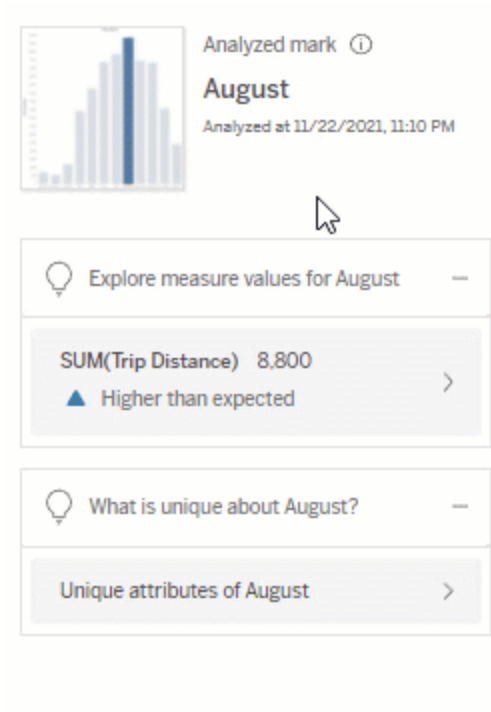 Analyzed mark
August
Analyzed at 11/22/2021, 11:10 PM
Explore measure values for August
SUM(Trip Distance) 8,800
Higher than expected
What is unique about August?
Unique attributes of August